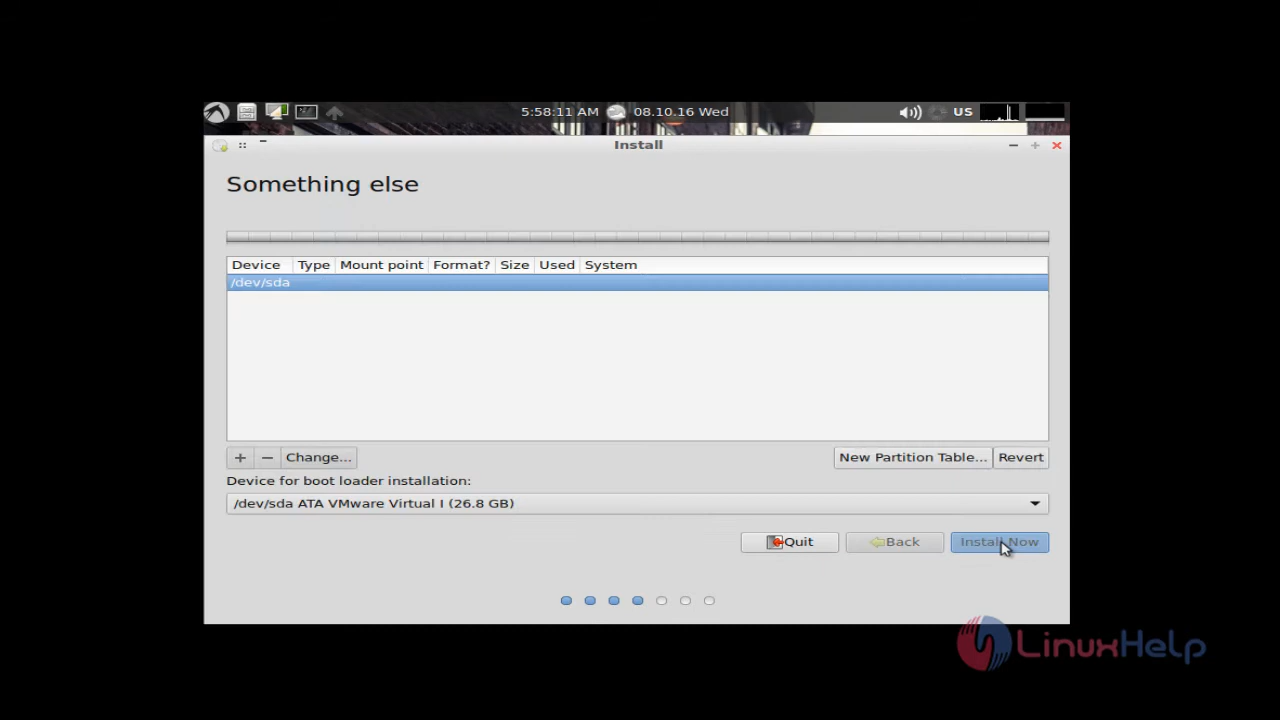 5:58:11 AM 08.10.16 Wed US
Install
Something else
Device Type Mount point Format? Size Used System
/dev/sda
+ − Change... New Partition Table... Revert
Device for boot loader installation:
/dev/sda ATA VMware Virtual I (26.8 GB)
Quit Back Install Now
LinuxHelp